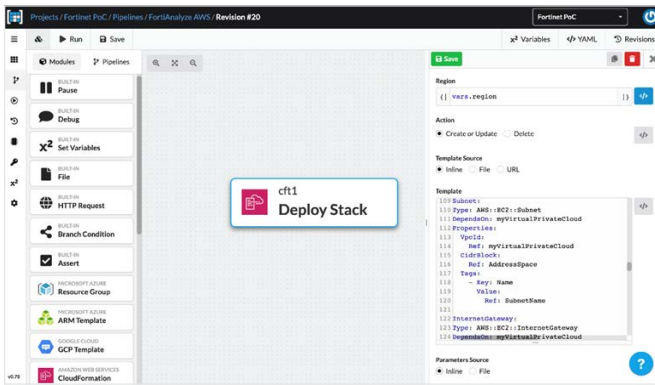 Projects / Fortinet PoC / Pipelines / FortiAnalyze AWS / Revision #20
Fortinet PoC
Run
Save
x² Variables
</> YAML
Revisions
Modules
Pipelines
BUILT-IN
Pause
BUILT-IN
Debug
BUILT-IN
Set Variables
BUILT-IN
File
BUILT-IN
HTTP Request
BUILT-IN
Branch Condition
BUILT-IN
Assert
MICROSOFT AZURE
Resource Group
MICROSOFT AZURE
ARM Template
GOOGLE CLOUD
GCP Template
AMAZON WEB SERVICES
CloudFormation
v0.78
cft1
Deploy Stack
Save
Region
{| vars.region |}
Action
Create or Update
Delete
Template Source
Inline
File
URL
Template
109 Subnet:
110 Type: AWS::EC2::Subnet
111 DependsOn: myVirtualPrivateCloud
112 Properties:
113 VpcId:
114 Ref: myVirtualPrivateCloud
115 CidrBlock:
116 Ref: AddressSpace
117 Tags:
118 - Key: Name
119 Value:
120 Ref: SubnetName
121
122 InternetGateway:
123 Type: AWS::EC2::InternetGateway
124 DependsOn: myVirtualPrivateCloud
Parameters Source
Inline
File
?